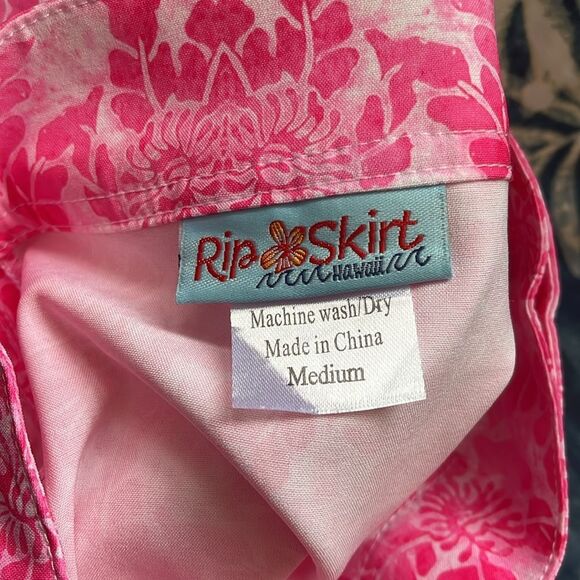 Rip Skirt
Hawaii
Machine wash/Dry
Made in China
Medium